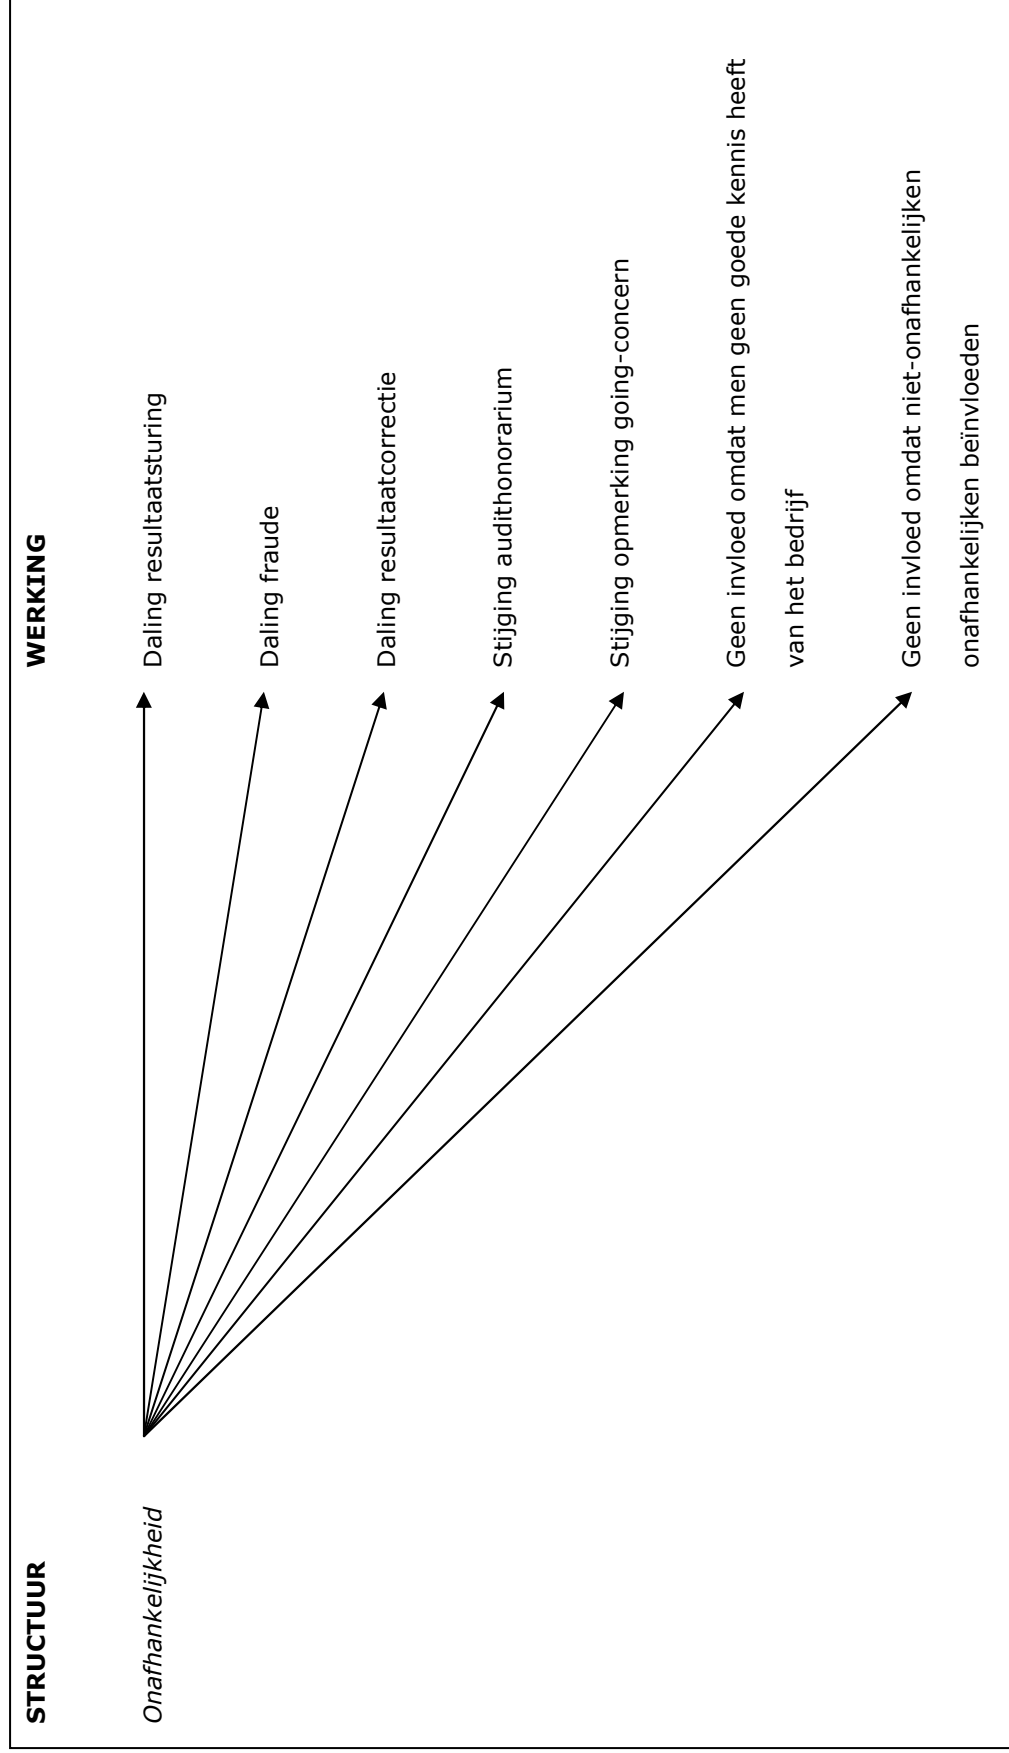 STRUCTUUR
WERKING
Onafhankelijkheid
Daling resultaatsturing
Daling fraude
Daling resultaatcorrectie
Stijging audithonorarium
Stijging opmerking going-concern
Geen invloed omdat men geen goede kennis heeft
van het bedrijf
Geen invloed omdat niet-onafhankelijken
onafhankelijken beïnvloeden